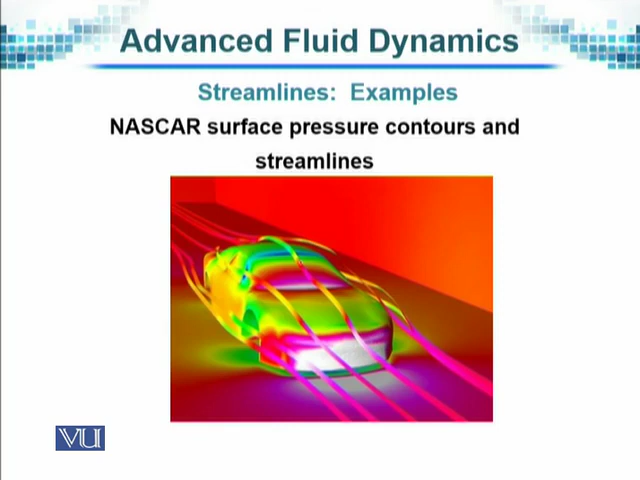 Advanced Fluid Dynamics
Streamlines: Examples
NASCAR surface pressure contours and
streamlines
VU